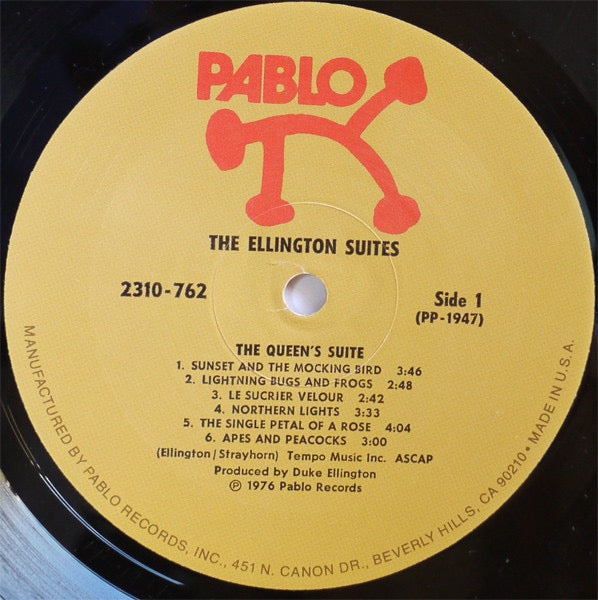 PABLO
THE ELLINGTON SUITES
2310-762
Side 1
(PP-1947)
THE QUEEN'S SUITE
1. SUNSET AND THE MOCKING BIRD 3:46
2. LIGHTNING BUGS AND FROGS 2:48
3. LE SUCRIER VELOUR 2:42
4. NORTHERN LIGHTS 3:33
5. THE SINGLE PETAL OF A ROSE 4:04
6. APES AND PEACOCKS 3:00
(Ellington/Strayhorn) Tempo Music Inc. ASCAP
Produced by Duke Ellington
℗ 1976 Pablo Records
MANUFACTURED BY PABLO RECORDS, INC., 451 N. CANON DR., BEVERLY HILLS, CA 90210 • MADE IN U.S.A.